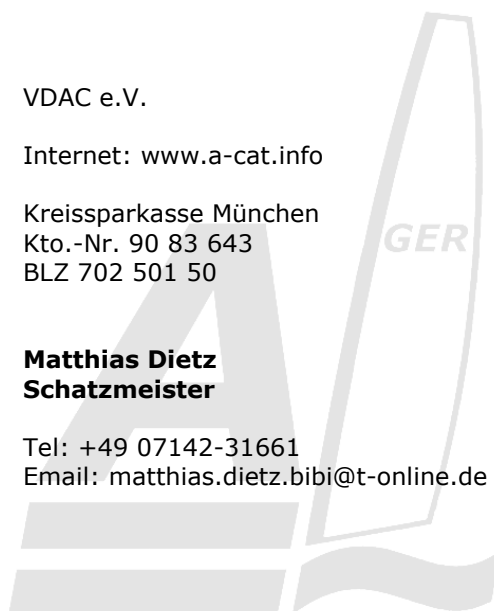 VDAC e.V.
Internet: www.a-cat.info
Kreissparkasse München
Kto.-Nr. 90 83 643
BLZ 702 501 50
GER
Matthias Dietz
Schatzmeister
Tel: +49 07142-31661
Email: matthias.dietz.bibi@t-online.de